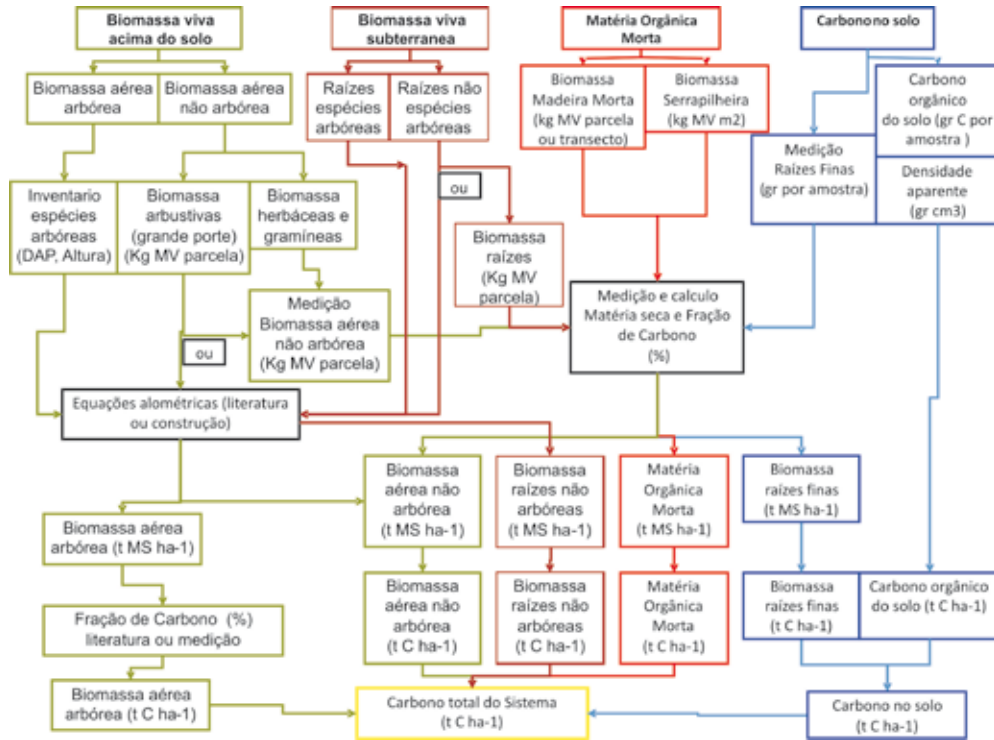 Biomassa viva
acima do solo
Biomassa viva
subterranea
Matéria Orgânica
Morta
Carbono no solo
Biomassa aérea
arbórea
Biomassa aérea
não arbórea
Raízes
espécies
arbóreas
Raízes não
espécies
arbóreas
Biomassa
Madeira Morta
(kg MV parcela
ou transecto)
Biomassa
Serrapilheira
(kg MV m2)
Carbono
orgânico
do solo (gr C por
amostra )
Medição
Raízes Finas
(gr por amostra)
Densidade
aparente
(gr cm3)
Inventario
espécies
arbóreas
(DAP, Altura)
Biomassa
arbustivas
(grande porte)
(Kg MV parcela)
ou
Biomassa
herbáceas e
gramíneas
ou
Biomassa
raízes
(Kg MV
parcela)
Medição
Biomassa aérea
não arbórea
(Kg MV parcela)
ou
Medição e calculo
Matéria seca e Fração
de Carbono
(%)
Equações alométricas (literatura
ou construção)
Biomassa
aérea não
arbórea
(t MS ha-1)
Biomassa
raízes não
arbóreas
(t MS ha-1)
Matéria
Orgânica
Morta
(t MS ha-1)
Biomassa
raízes finas
(t MS ha-1)
Biomassa aérea
arbórea (t MS ha-1)
Biomassa
aérea não
arbórea
(t C ha-1)
Biomassa
raízes não
arbóreas
(t C ha-1)
Matéria
Orgânica
Morta
(t C ha-1)
Biomassa
raízes finas
(t C ha-1)
Carbono orgânico
do solo (t C ha-1)
Fração de Carbono (%)
literatura ou medição
Biomassa aérea
arbórea (t C ha-1)
Carbono total do Sistema
(t C ha-1)
Carbono no solo
(t C ha-1)